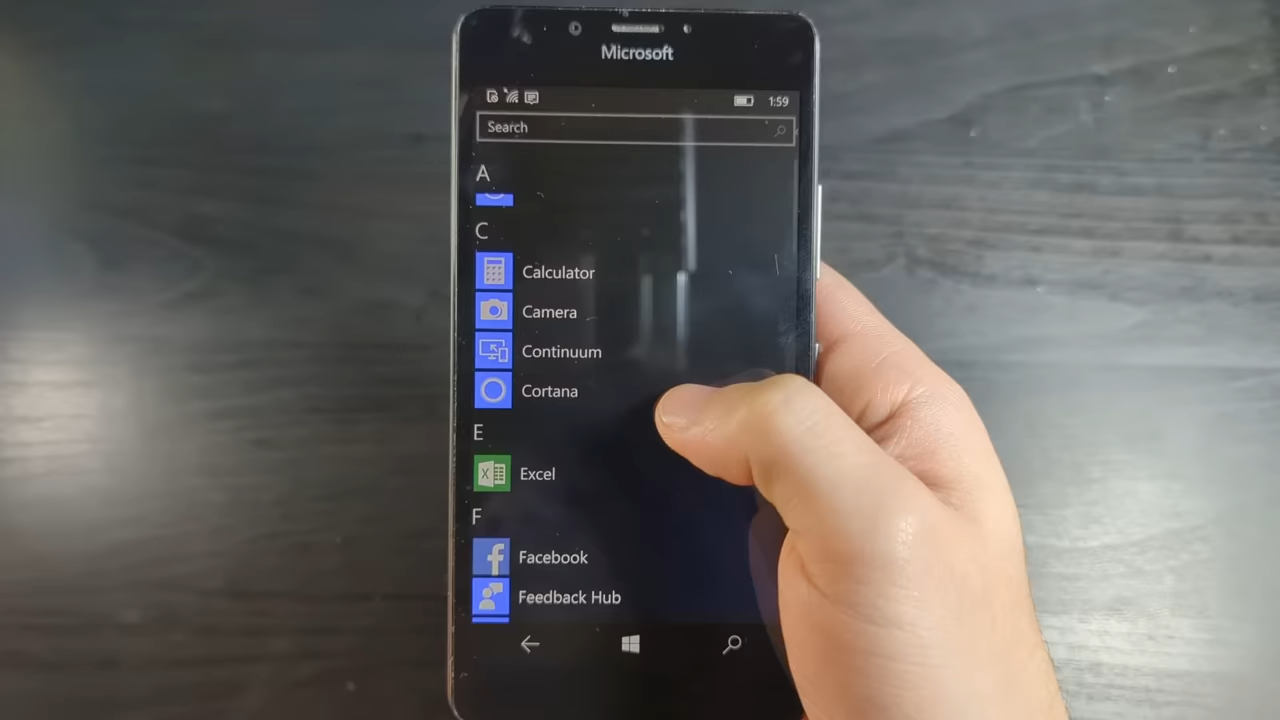 Microsoft
1:59
Search
A
C
Calculator
Camera
Continuum
Cortana
E
X
Excel
F
f
Facebook
Feedback Hub